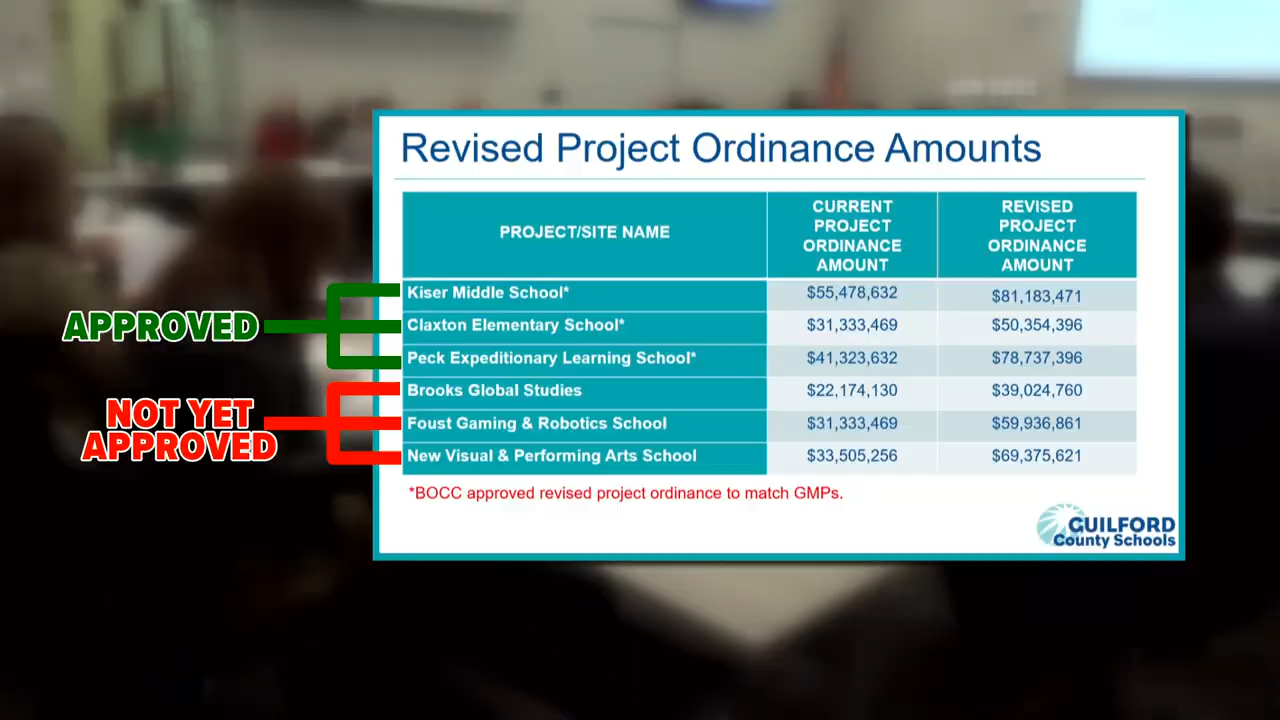 Revised Project Ordinance Amounts
PROJECT/SITE NAME
CURRENT
PROJECT
ORDINANCE
AMOUNT
REVISED
PROJECT
ORDINANCE
AMOUNT
Kiser Middle School* $55,478,632 $81,183,471
APPROVED
Claxton Elementary School* $31,333,469 $50,354,396
Peck Expeditionary Learning School* $41,323,632 $78,737,396
Brooks Global Studies $22,174,130 $39,024,760
NOT YET
APPROVED
Foust Gaming & Robotics School $31,333,469 $59,936,861
New Visual & Performing Arts School $33,505,256 $69,375,621
*BOCC approved revised project ordinance to match GMPs.
GUILFORD
County Schools